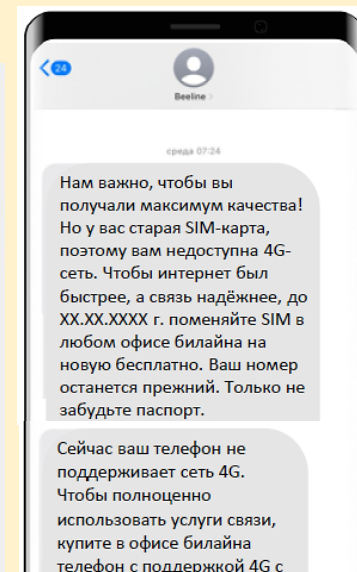 24
Beeline
среда 07:24
Нам важно, чтобы вы
получали максимум качества!
Но у вас старая SIM-карта,
поэтому вам недоступна 4G-
сеть. Чтобы интернет был
быстрее, а связь надёжнее, до
XX.XX.XXXX г. поменяйте SIM в
любом офисе билайна на
новую бесплатно. Ваш номер
останется прежний. Только не
забудьте паспорт.
Сейчас ваш телефон не
поддерживает сеть 4G.
Чтобы полноценно
использовать услуги связи,
купите в офисе билайна
телефон с поддержкой 4G с